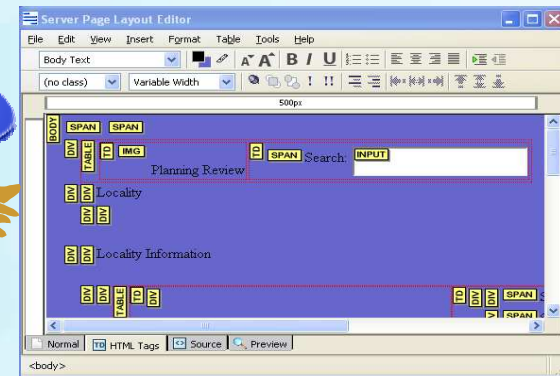 Server Page Layout Editor
File Edit View Insert Format Table Tools Help
Body Text A A B I U
(no class) Variable Width ! !!
500px
BODY SPAN SPAN
DIV TABLE TD IMG Planning Review TD SPAN Search: INPUT
DIV DIV Locality
DIV DIV
DIV DIV Locality Information
DIV DIV TABLE TD DIV TD DIV DIV SPAN S
SPAN S
Normal TD HTML Tags Source Preview
<body>